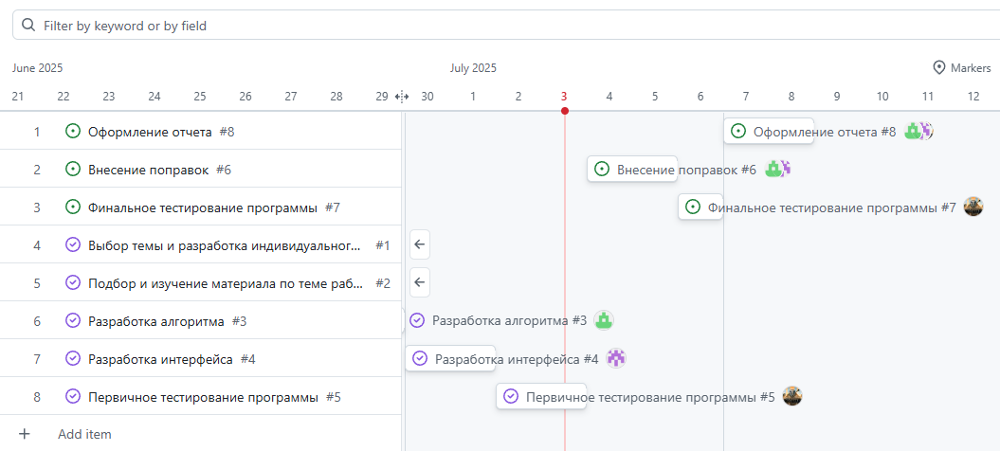 Filter by keyword or by field
June 2025 July 2025 Markers
21 22 23 24 25 26 27 28 29 30 1 2 3 4 5 6 7 8 9 10 11 12
1 Оформление отчета #8 Оформление отчета #8
2 Внесение поправок #6 Внесение поправок #6
3 Финальное тестирование программы #7 Финальное тестирование программы #7
4 Выбор темы и разработка индивидуальног... #1
5 Подбор и изучение материала по теме раб... #2
6 Разработка алгоритма #3 Разработка алгоритма #3
7 Разработка интерфейса #4 Разработка интерфейса #4
8 Первичное тестирование программы #5 Первичное тестирование программы #5
Add item